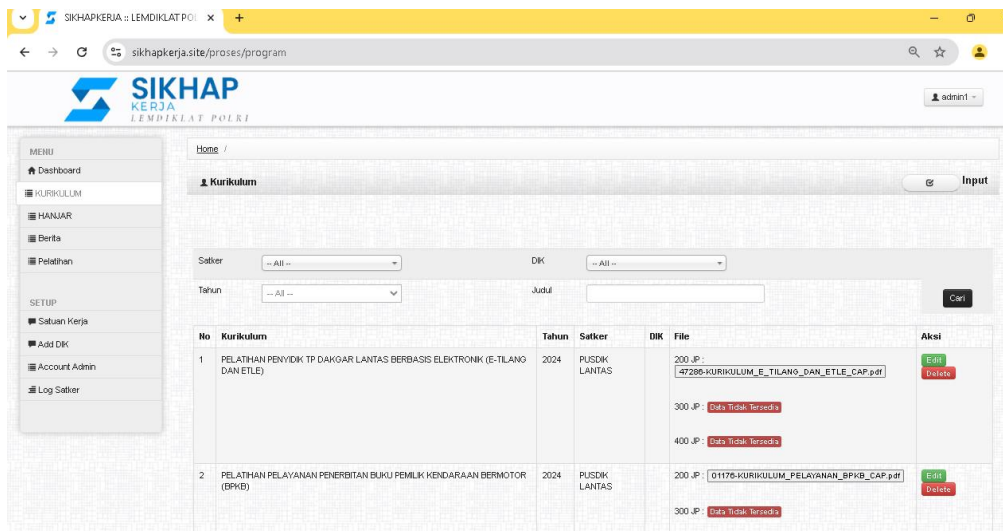 SIKHAPKERJA :: LEMDIKLAT POL
sikhapkerja.site/proses/program
SIKHAP
KERJA
LEMDIKLAT POLRI
admin1
MENU
Dashboard
KURIKULUM
HANJAR
Berita
Pelatihan
SETUP
Satuan Kerja
Add DIK
Account Admin
Log Satker
Home /
Kurikulum
Input
Satker -- All -- DIK -- All --
Tahun -- All -- Judul
Cari
No Kurikulum Tahun Satker DIK File Aksi
1 PELATIHAN PENYIDIK TP DAKGAR LANTAS BERBASIS ELEKTRONIK (E-TILANG 2024 PUSDIK 200 JP : Edit
DAN ETLE) LANTAS 47286-KURIKULUM_E_TILANG_DAN_ETLE_CAP.pdf Delete
300 JP : Data Tidak Tersedia
400 JP : Data Tidak Tersedia
2 PELATIHAN PELAYANAN PENERBITAN BUKU PEMILIK KENDARAAN BERMOTOR 2024 PUSDIK 200 JP : 01176-KURIKULUM_PELAYANAN_BPKB_CAP.pdf Edit
(BPKB) LANTAS Delete
300 JP : Data Tidak Tersedia